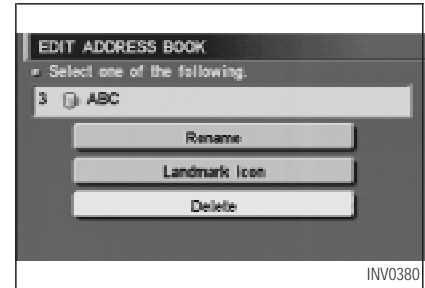 EDIT ADDRESS BOOK
Select one of the following.
3 ABC
Rename
Landmark Icon
Delete
INV0380